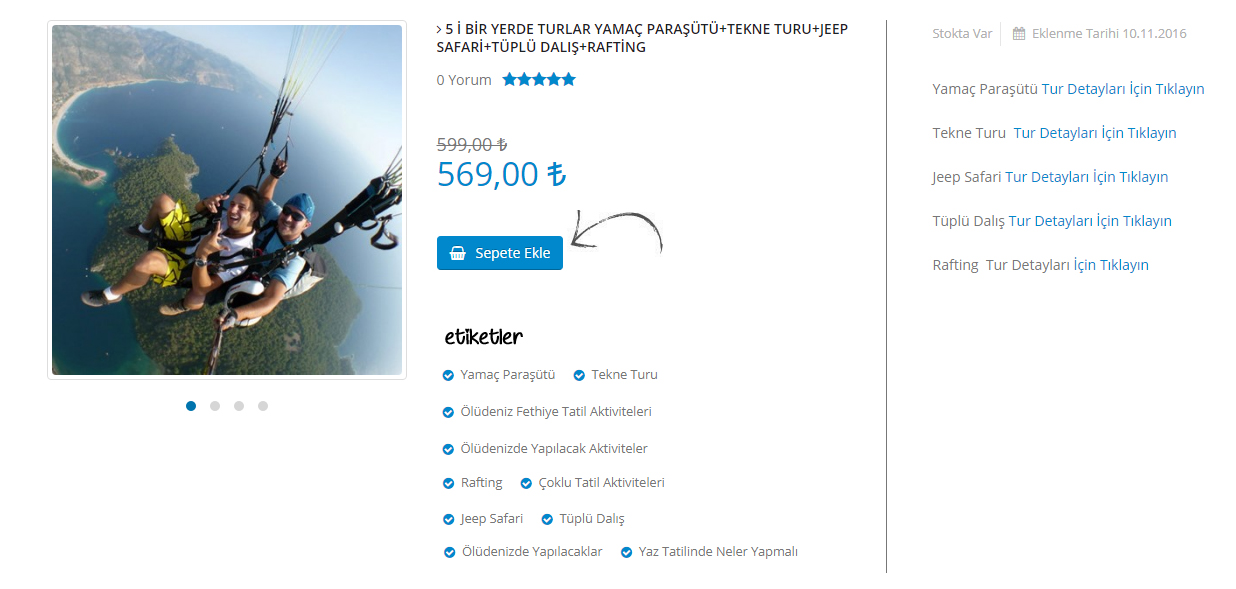 5 İ BİR YERDE TURLAR YAMAÇ PARAŞÜTÜ+TEKNE TURU+JEEP
SAFARİ+TÜPLÜ DALIŞ+RAFTİNG
0 Yorum
599,00 ₺
569,00 ₺
Sepete Ekle
etiketler
Yamaç Paraşütü Tekne Turu
Ölüdeniz Fethiye Tatil Aktiviteleri
Ölüdenizde Yapılacak Aktiviteler
Rafting Çoklu Tatil Aktiviteleri
Jeep Safari Tüplü Dalış
Ölüdenizde Yapılacaklar Yaz Tatilinde Neler Yapmalı
Stokta Var Eklenme Tarihi 10.11.2016
Yamaç Paraşütü Tur Detayları İçin Tıklayın
Tekne Turu Tur Detayları İçin Tıklayın
Jeep Safari Tur Detayları İçin Tıklayın
Tüplü Dalış Tur Detayları İçin Tıklayın
Rafting Tur Detayları İçin Tıklayın